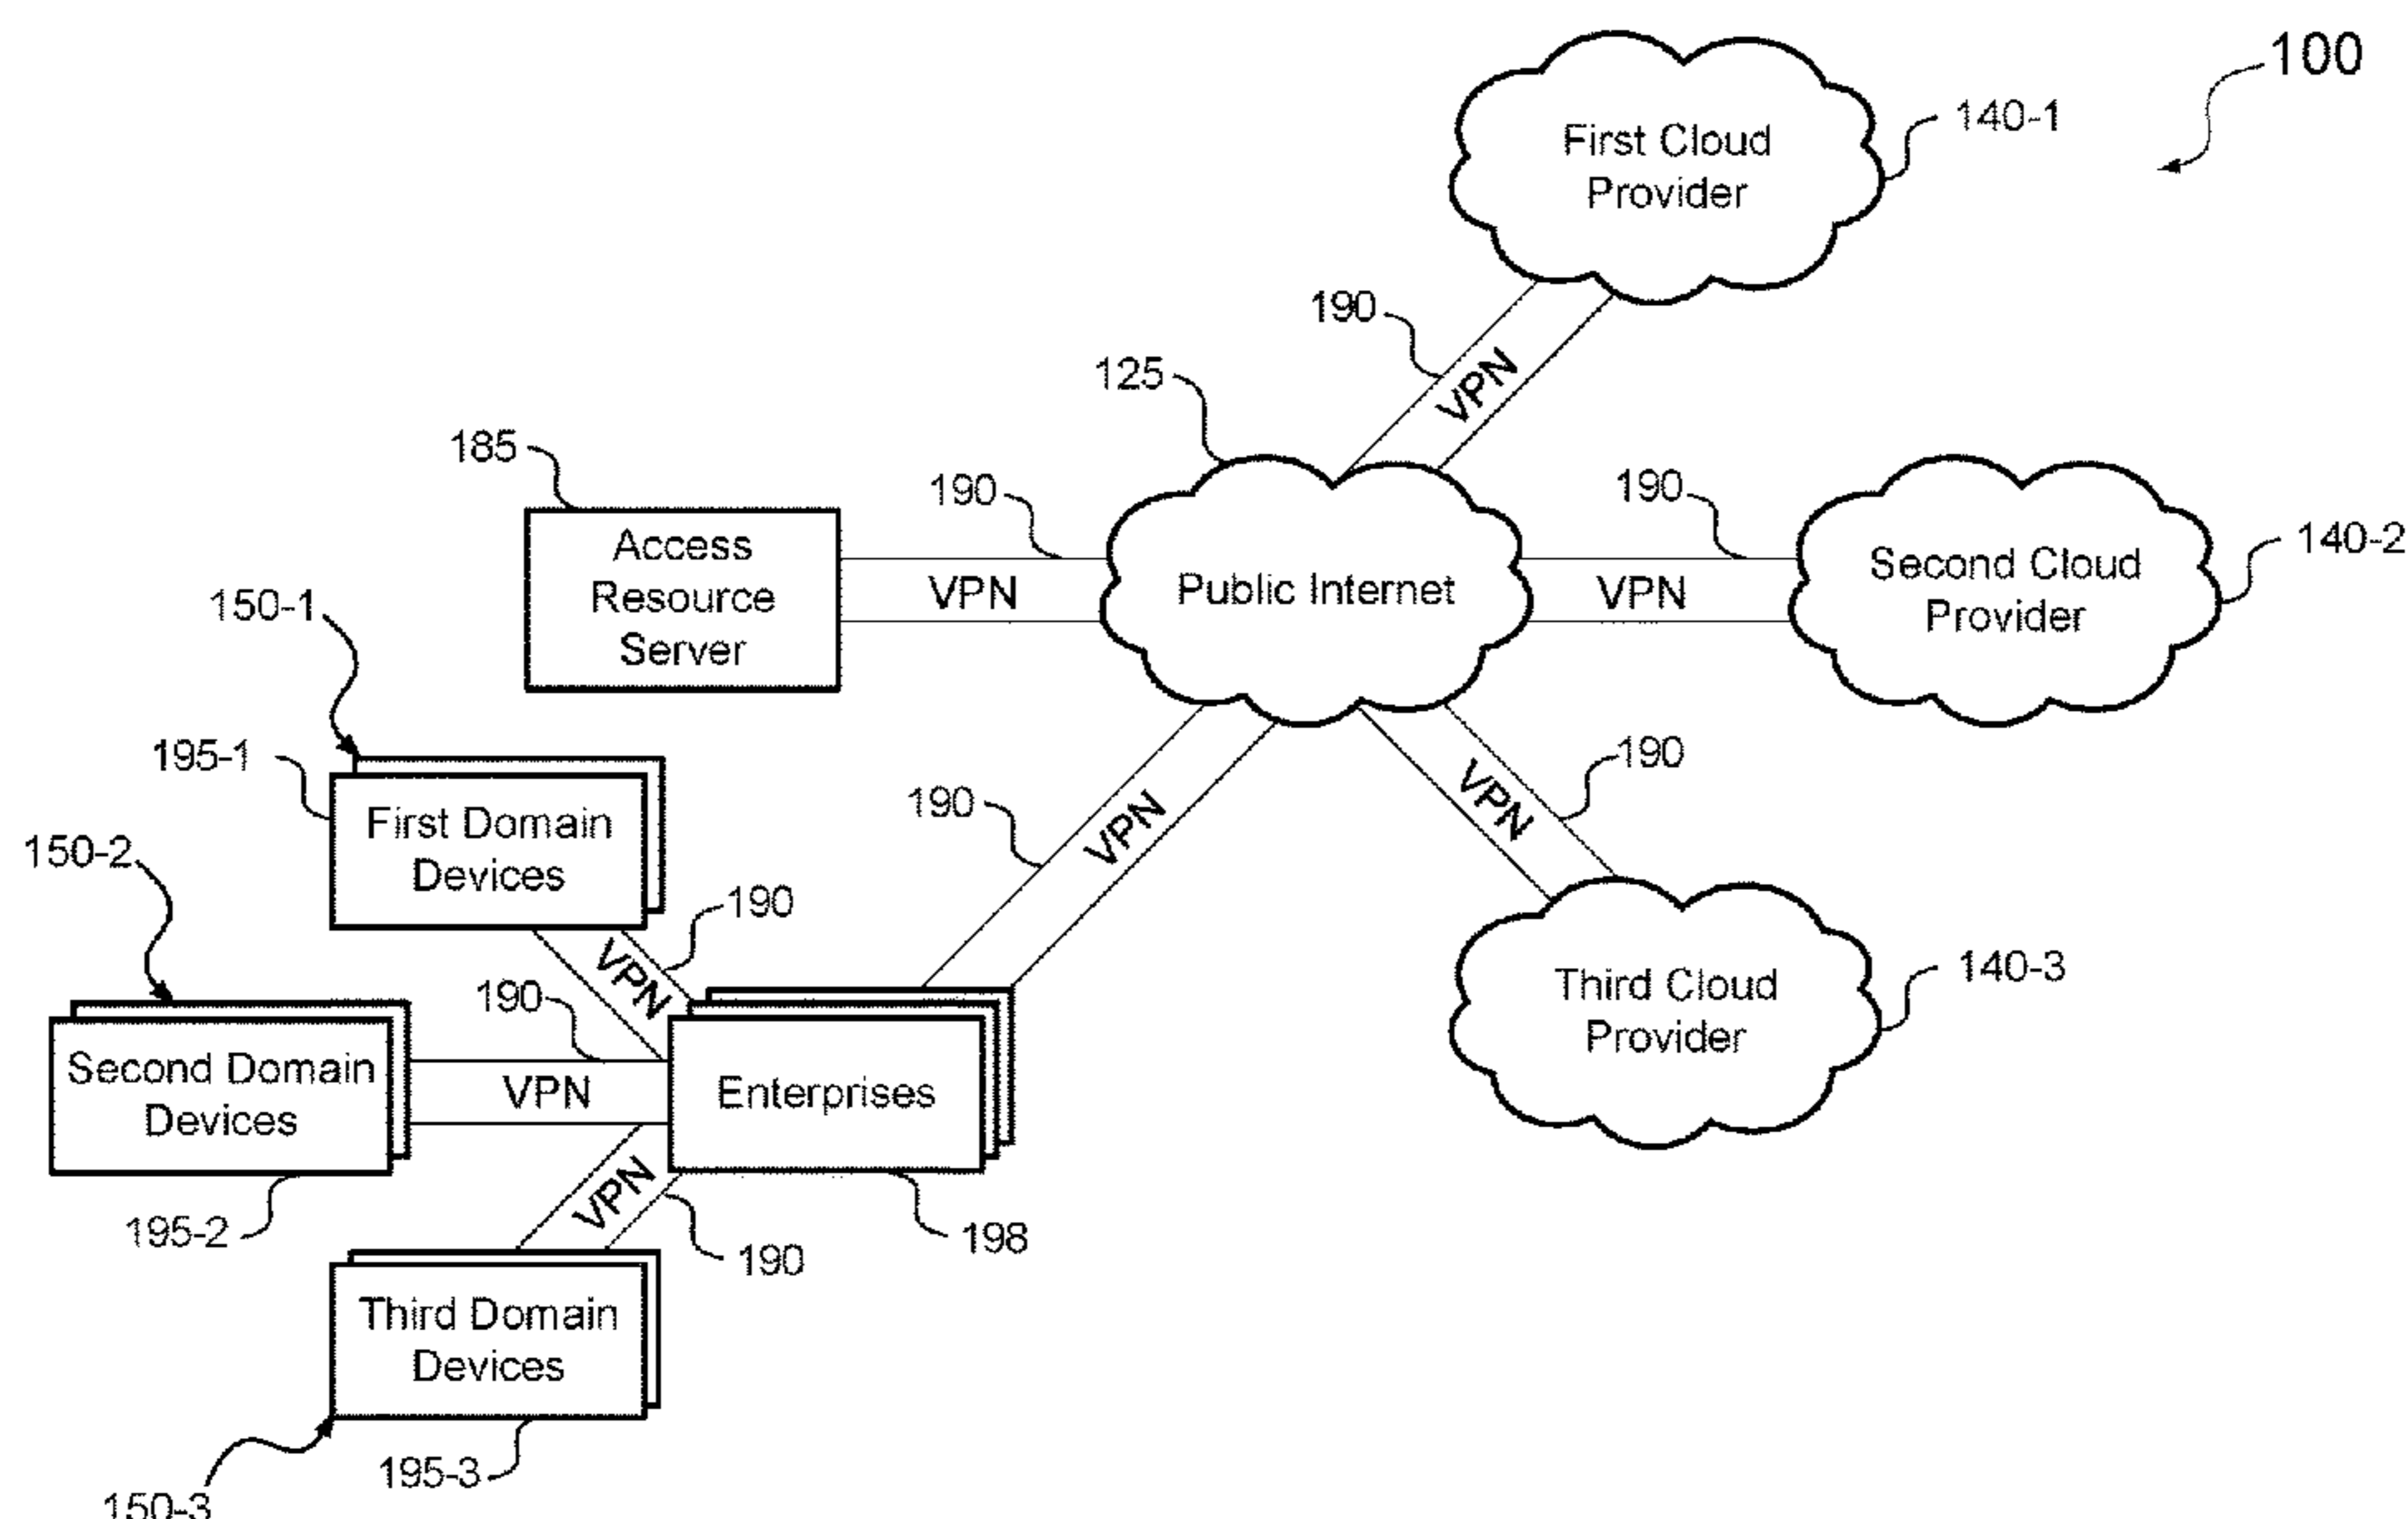 100
First Cloud
Provider
140-1
190
VPN
125
185
190
190
Access
Resource
Server
VPN
Public Internet
VPN
Second Cloud
Provider
140-2
150-1
195-1
First Domain
Devices
190
VPN
190
VPN
150-2
190
VPN
190
Third Cloud
Provider
140-3
Second Domain
Devices
VPN
Enterprises
195-2
VPN
190
198
Third Domain
Devices
195-3
150-3